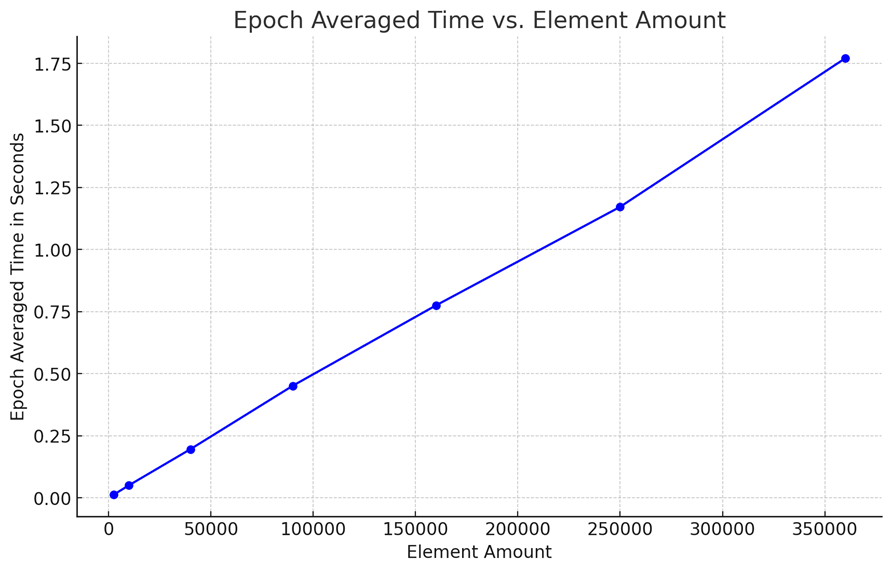 Epoch Averaged Time vs. Element Amount
Epoch Averaged Time in Seconds
1.75
1.50
1.25
1.00
0.75
0.50
0.25
0.00
0 50000 100000 150000 200000 250000 300000 350000
Element Amount